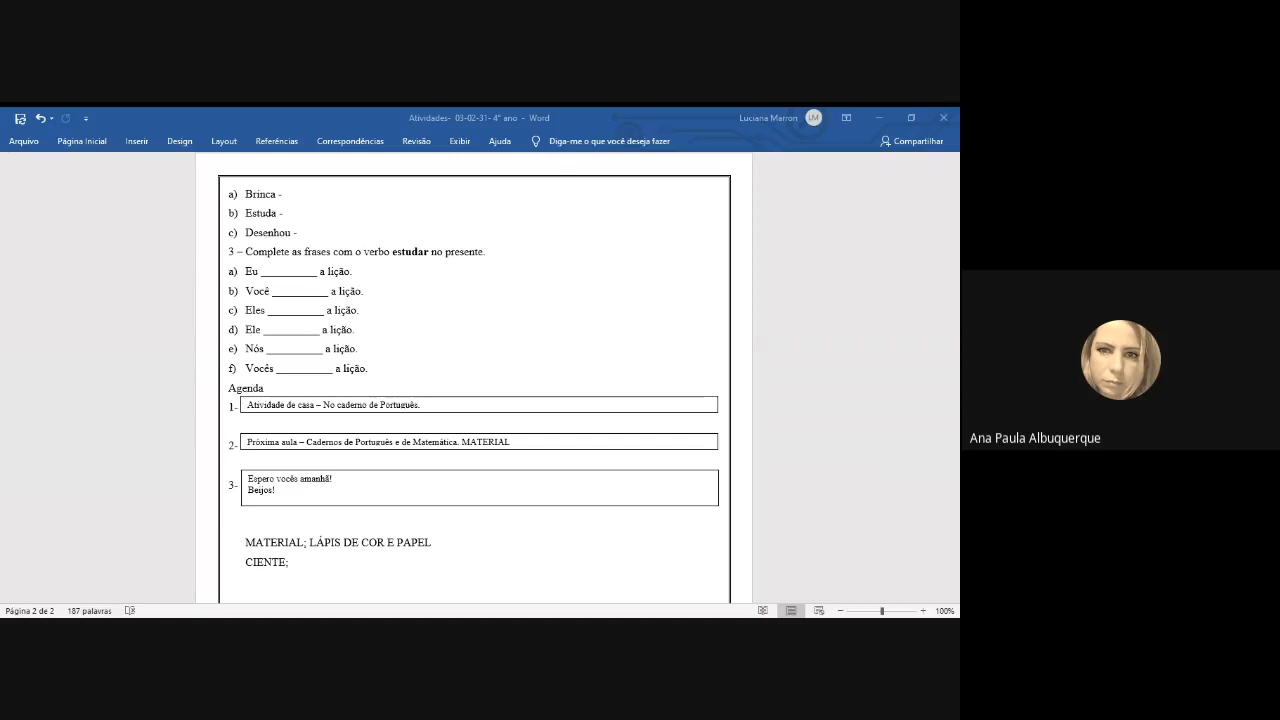 Atividades- 03-02-31- 4° ano - Word
Luciana Marron
LM
Arquivo Página Inicial Inserir Design Layout Referências Correspondências Revisão Exibir Ajuda Diga-me o que você deseja fazer Compartilhar
a) Brinca -
b) Estuda -
c) Desenhou -
3 – Complete as frases com o verbo estudar no presente.
a) Eu __________ a lição.
b) Você __________ a lição.
c) Eles __________ a lição.
d) Ele __________ a lição.
e) Nós __________ a lição.
f) Vocês __________ a lição.
Agenda
1- Atividade de casa – No caderno de Português.
2- Próxima aula – Cadernos de Português e de Matemática. MATERIAL
3- Espero vocês amanhã!
Beijos!
MATERIAL; LÁPIS DE COR E PAPEL
CIENTE;
Página 2 de 2 187 palavras 100%
Ana Paula Albuquerque